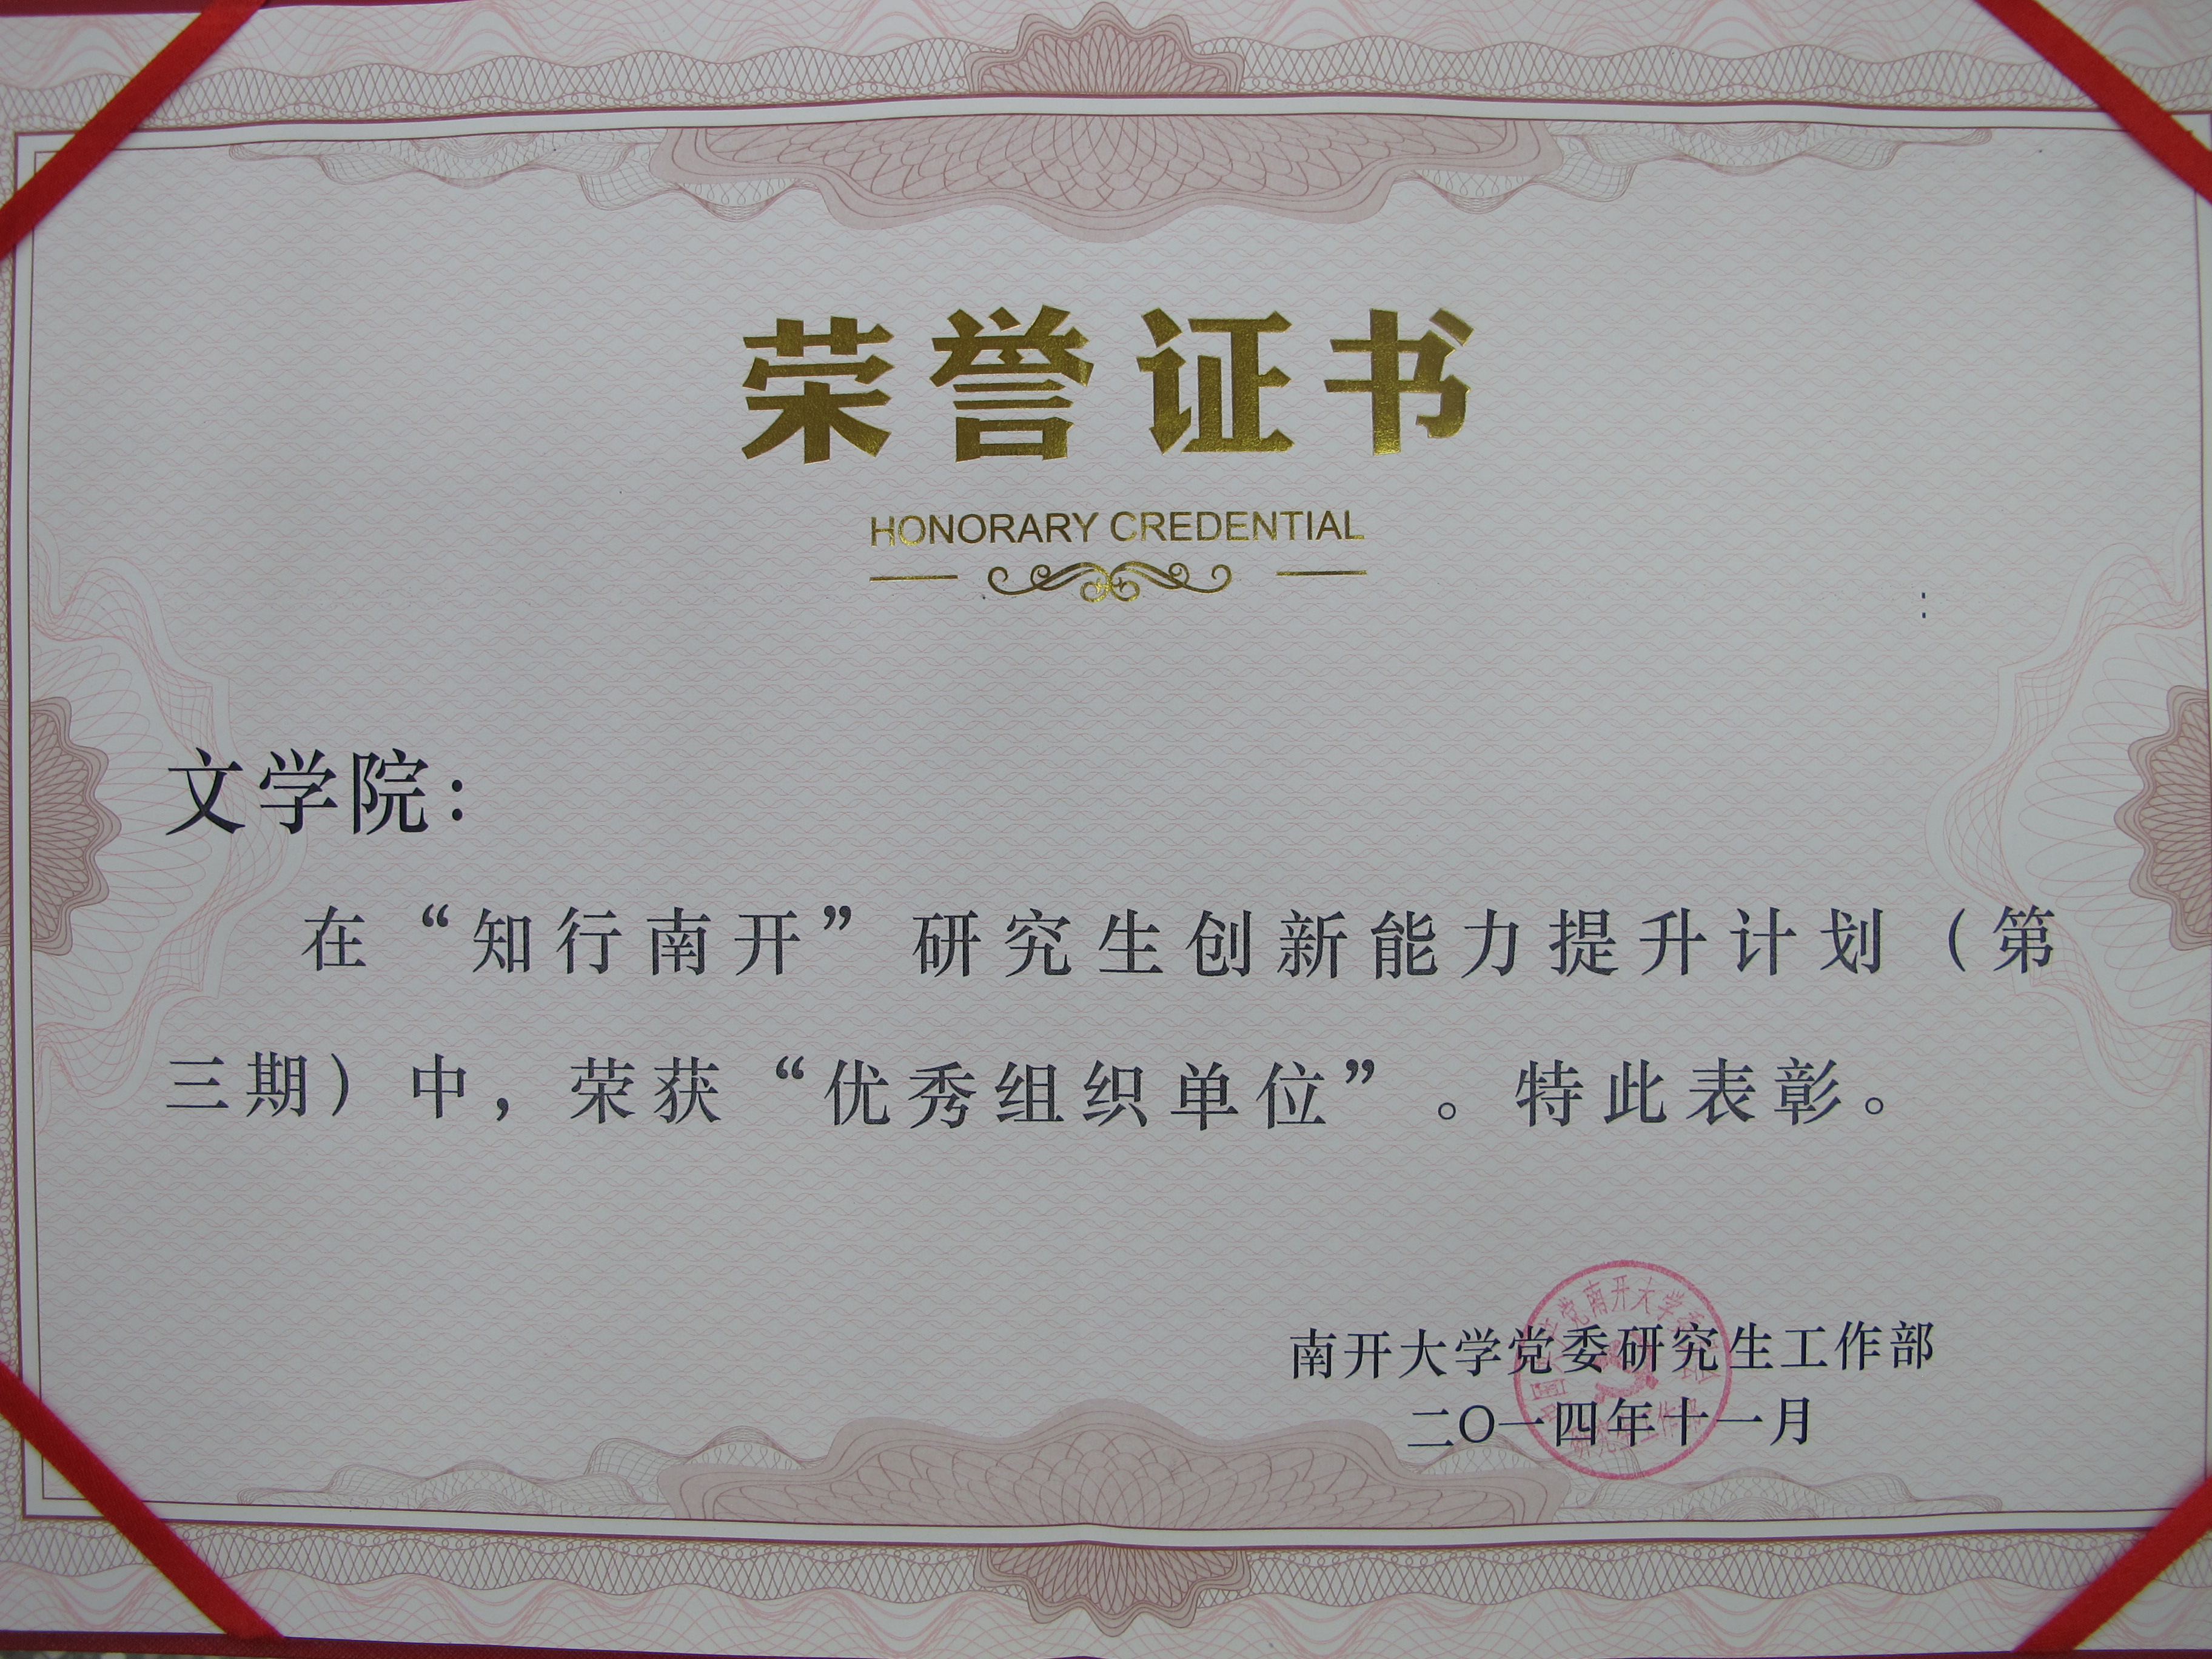 荣誉证书
HONORARY CREDENTIAL
:
文学院：
在“知行南开”研究生创新能力提升计划（第
三期）中，荣获“优秀组织单位”。特此表彰。
南开大学党委研究生工作部
二〇一四年十一月